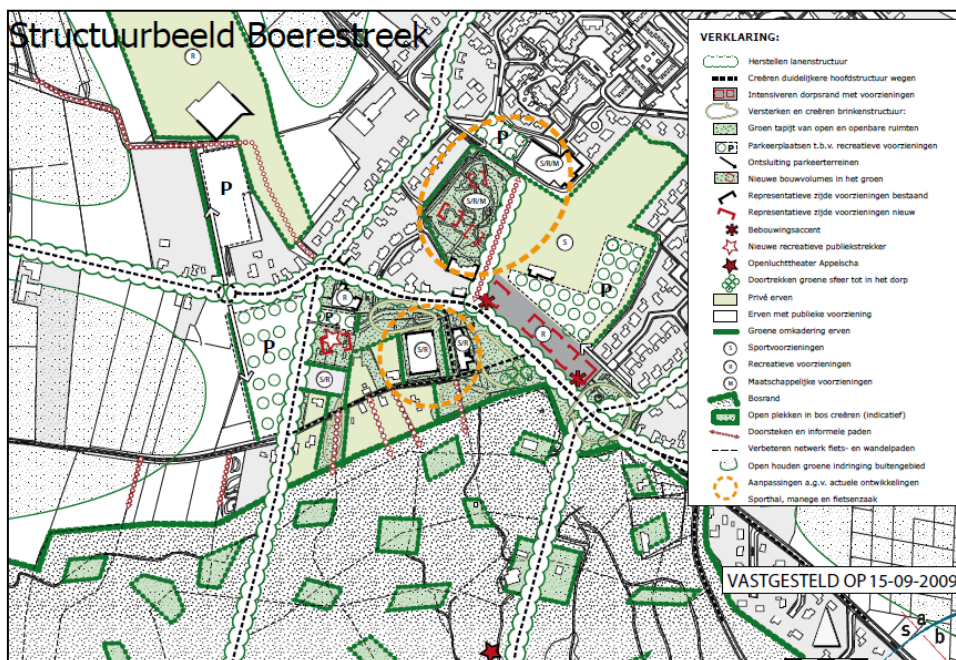 Structuurbeeld Boerestreek
VERKLARING:
Herstellen lanenstructuur
Creëren duidelijkere hoofdstructuur wegen
Intensiveren dorpsrand met voorzieningen
Versterken en creëren brinkenstructuur:
Groen tapijt van open en openbare ruimten
P
Parkeerplaatsen t.b.v. recreatieve voorzieningen
Ontsluiting parkeerterreinen
Nieuwe bouwvolumes in het groen
Representatieve zijde voorzieningen bestaand
Representatieve zijde voorzieningen nieuw
Bebouwingsaccent
Nieuwe recreatieve publiekstrekker
Openluchttheater Appelscha
Doortrekken groene sfeer tot in het dorp
Privé erven
Erven met publieke voorziening
Groene omkadering erven
S
Sportvoorzieningen
R
Recreatieve voorzieningen
M
Maatschappelijke voorzieningen
Bosrand
Open plekken in bos creëren (indicatief)
Doorsteken en informele paden
Verbeteren netwerk fiets- en wandelpaden
Open houden groene indringing buitengebied
Aanpassingen a.g.v. actuele ontwikkelingen
Sporthal, manege en fietsenzaak
R
P
S/R/M
P
S/R/M
S
P
R
P
R
P
S/R
S/R
S/R
VASTGESTELD OP 15-09-2009
s a b